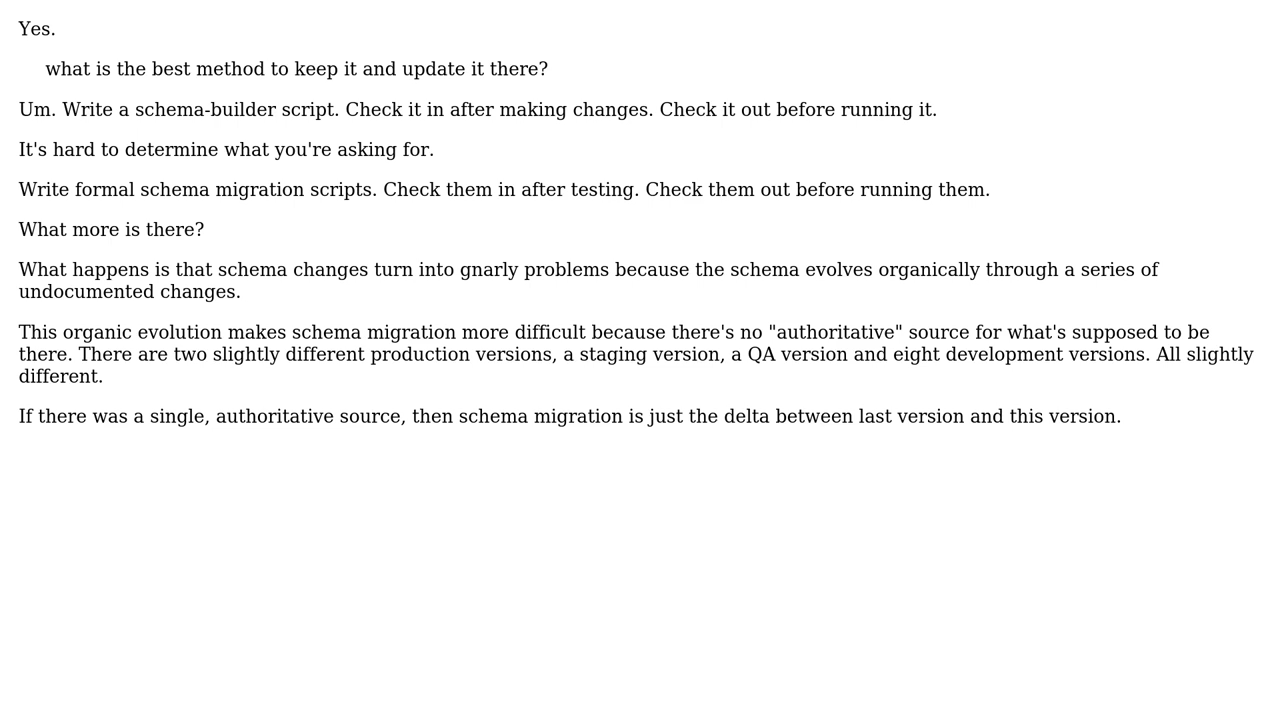 Yes.
what is the best method to keep it and update it there?
Um. Write a schema-builder script. Check it in after making changes. Check it out before running it.
It's hard to determine what you're asking for.
Write formal schema migration scripts. Check them in after testing. Check them out before running them.
What more is there?
What happens is that schema changes turn into gnarly problems because the schema evolves organically through a series of
undocumented changes.
This organic evolution makes schema migration more difficult because there's no "authoritative" source for what's supposed to be
there. There are two slightly different production versions, a staging version, a QA version and eight development versions. All slightly
different.
If there was a single, authoritative source, then schema migration is just the delta between last version and this version.